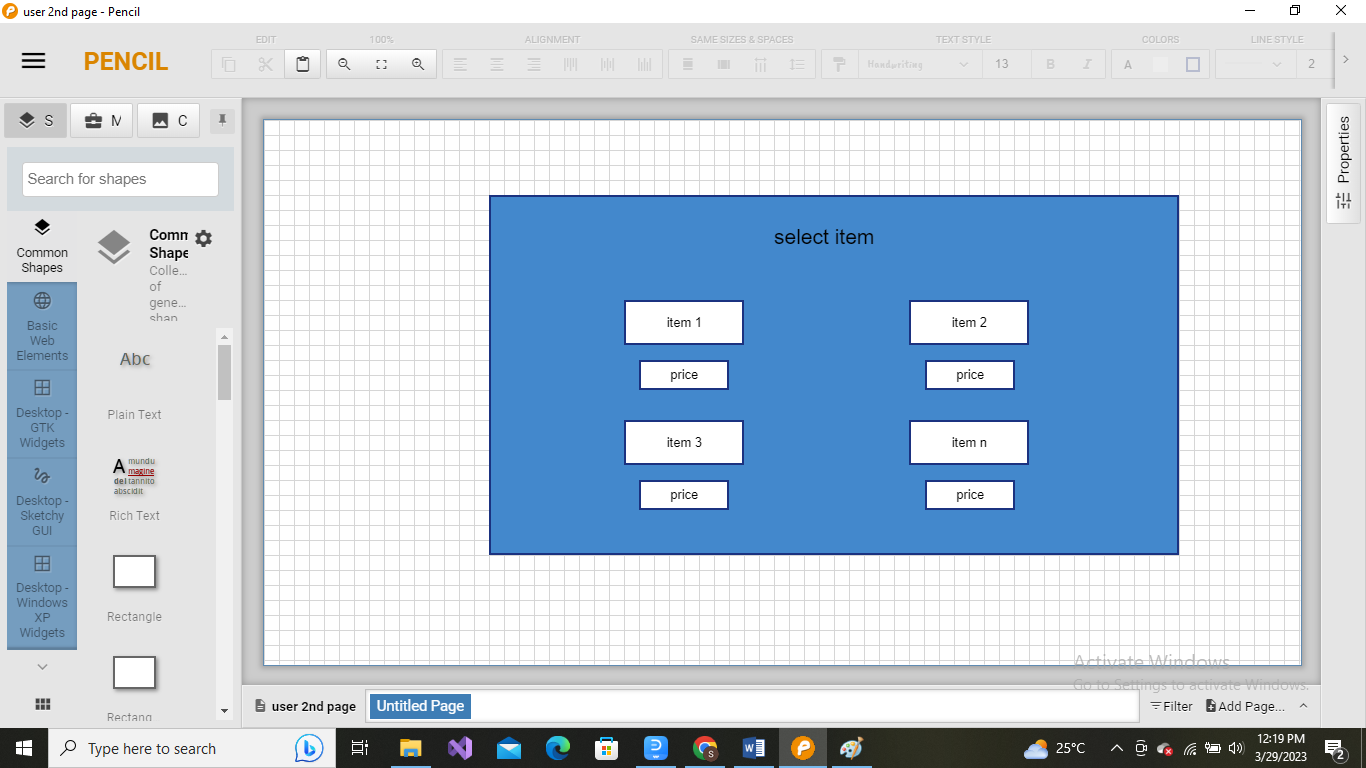 user 2nd page - Pencil
PENCIL
EDIT
100%
ALIGNMENT
SAME SIZES & SPACES
TEXT STYLE
COLORS
LINE STYLE
Handwriting
13
B
I
A
2
S
M
C
Search for shapes
Common
Shapes
Comm
Shape
Colle...
of
gene...
shap
Basic
Web
Elements
Desktop -
GTK
Widgets
Desktop -
Sketchy
GUI
Desktop -
Windows
XP
Widgets
Abc
Plain Text
A mundu
magine
del tannito
abscidit
Rich Text
Rectangle
Rectang...
select item
item 1
item 2
price
price
item 3
item n
price
price
Properties
Activate Windows
Go to Settings to activate Windows.
user 2nd page
Untitled Page
Filter
Add Page...
Type here to search
25°C
12:19 PM
3/29/2023
2